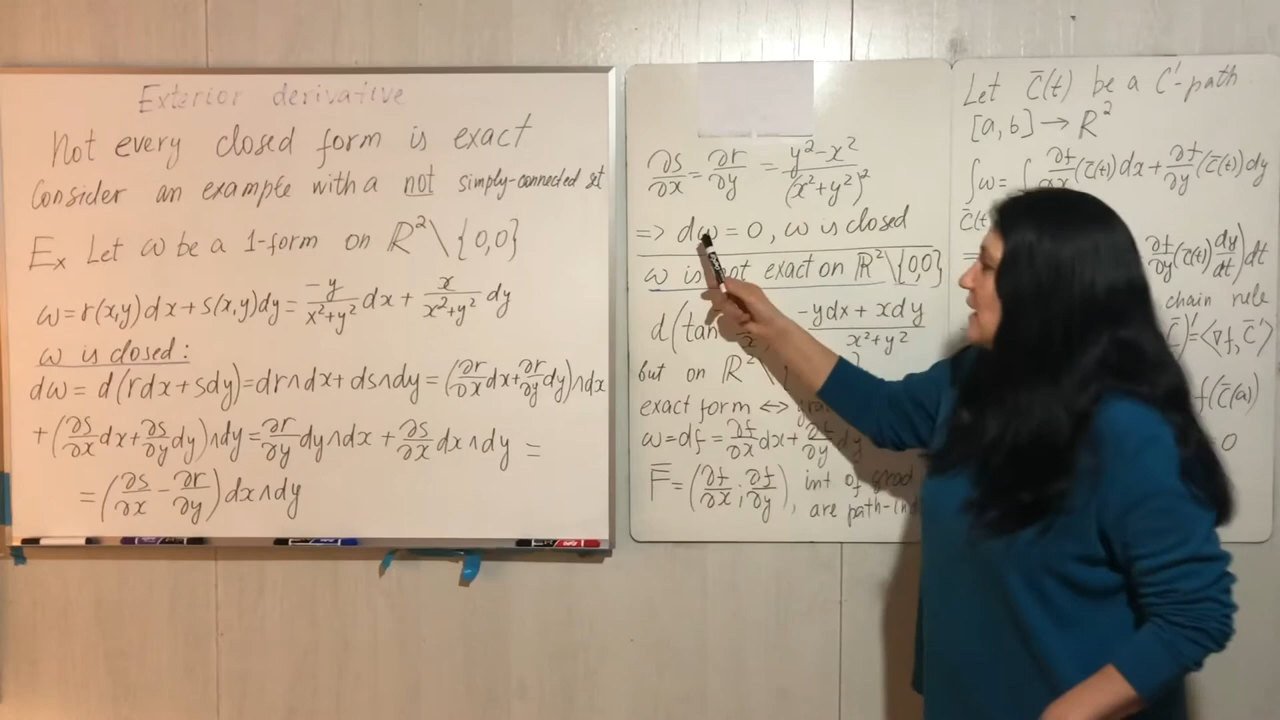 Exterior derivative
Not every closed form is exact
Consider an example with a not simply-connected set
Ex Let ω be a 1-form on R²\{0,0}
ω = r(x,y)dx + s(x,y)dy = -y/(x²+y²) dx + x/(x²+y²) dy
ω is closed:
dω = d(rdx + sdy) = dr∧dx + ds∧dy = (∂r/∂x dx + ∂r/∂y dy)∧dx
+ (∂s/∂x dx + ∂s/∂y dy)∧dy = ∂r/∂y dy∧dx + ∂s/∂x dx∧dy =
= (∂s/∂x - ∂r/∂y) dx∧dy
∂s/∂x = ∂r/∂y = (y²-x²)/(x²+y²)²
=> dω = 0, ω is closed
ω is not exact on R²\{0,0}
d(tan
-ydx + xdy / x²+y²
but on R²\
exact form ↔
ω = df = ∂f/∂x dx + ∂f/∂y dy
F = (∂f/∂x ; ∂f/∂y), int of grad
are path-ind
Let c̄(t) be a C'-path
[a,b] → R²
∫ω = ∫ ∂f/∂x (c̄(t))dx + ∂f/∂y (c̄(t))dy
c̄(t)
=
∂f/∂y (c̄(t)) dy/dt) dt
chain rule
c̄)' = <∇f, c̄'>
f(c̄(a))
= 0